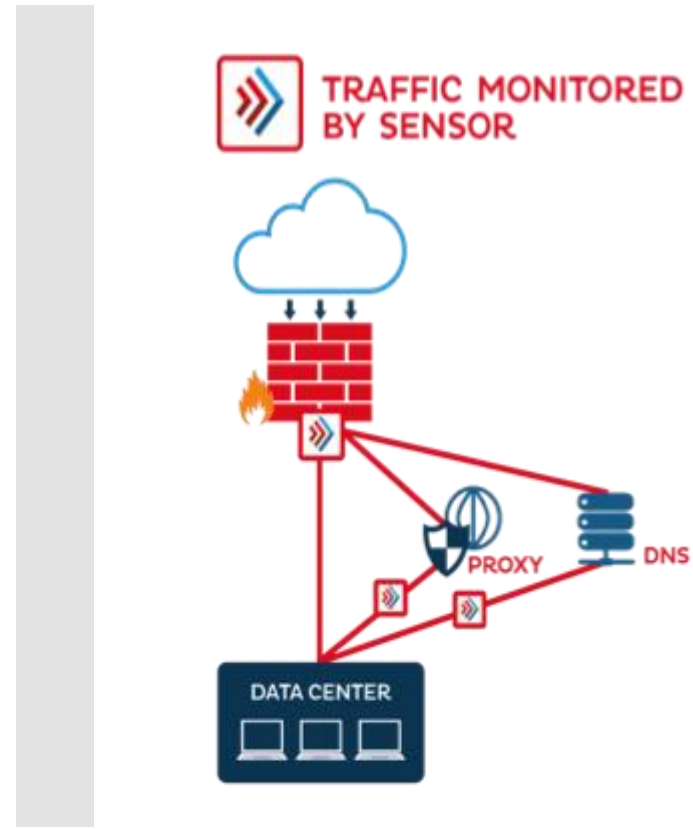 TRAFFIC MONITORED
BY SENSOR
PROXY
DNS
DATA CENTER